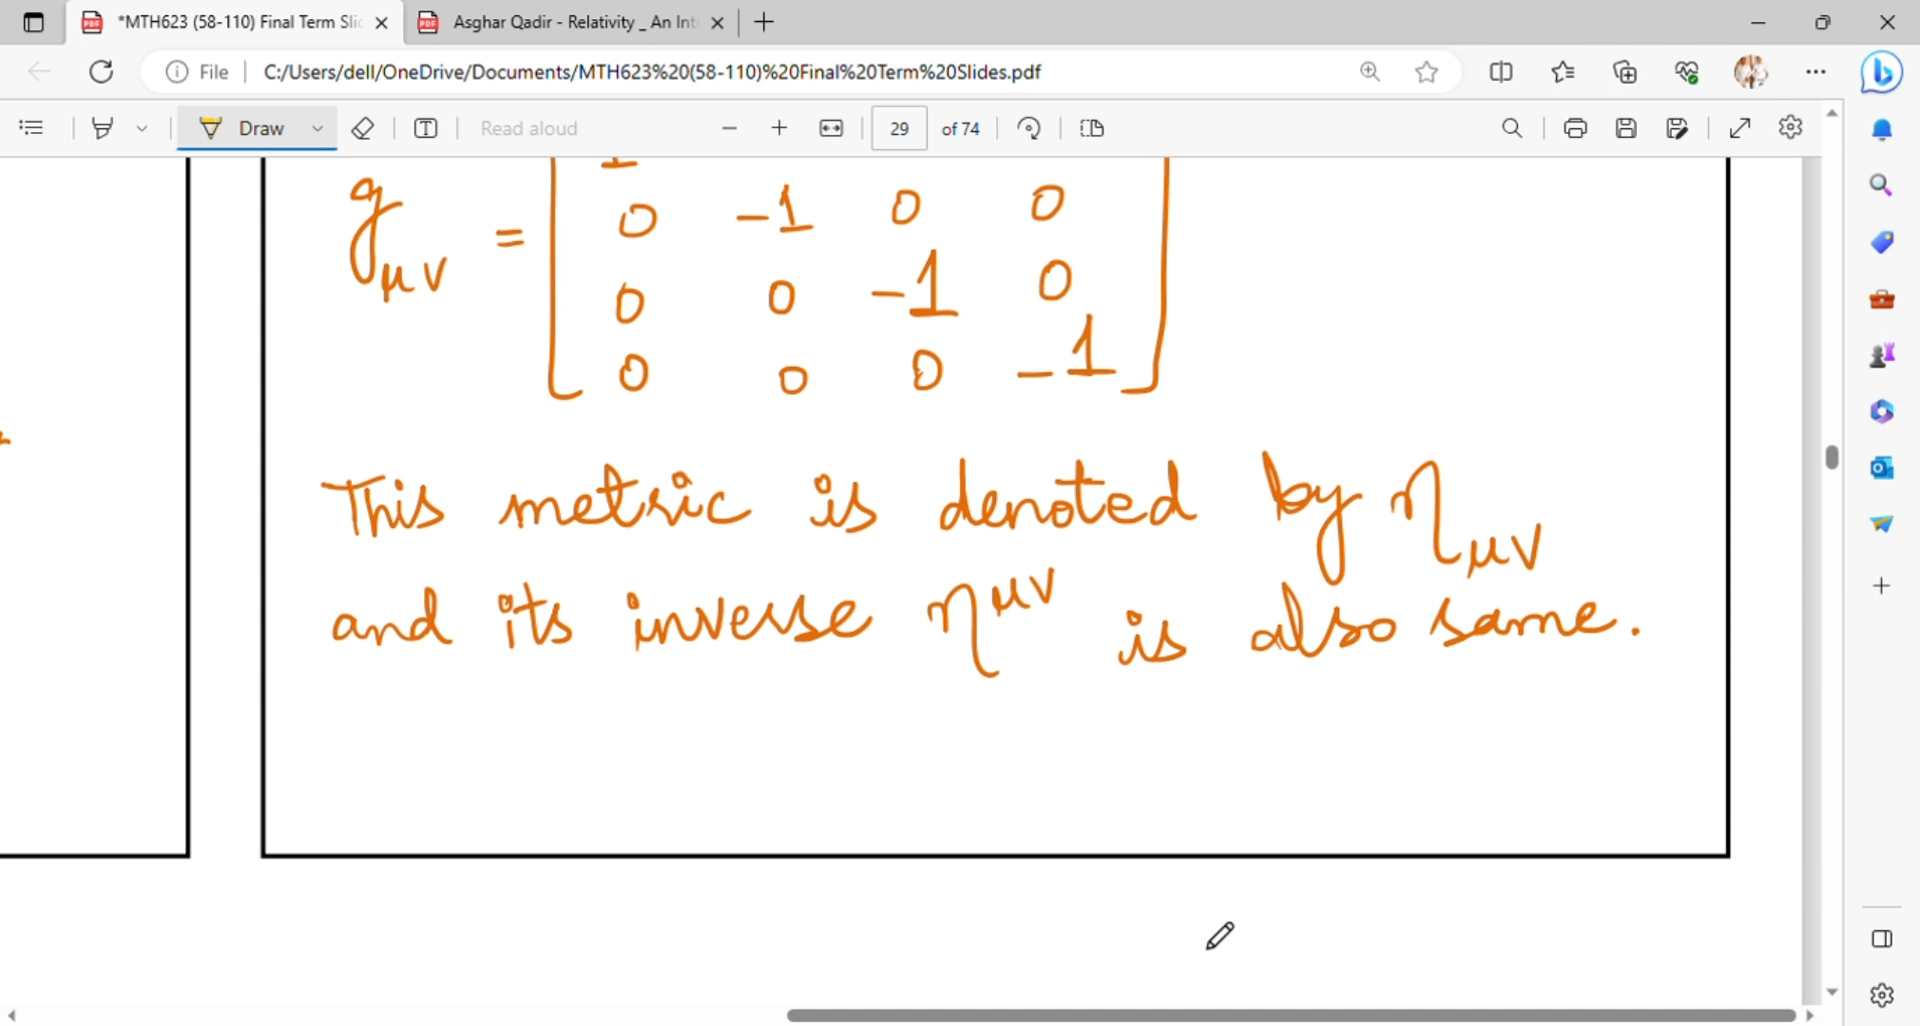 *MTH623 (58-110) Final Term Slic
Asghar Qadir - Relativity _ An Int
File
C:/Users/dell/OneDrive/Documents/MTH623%20(58-110)%20Final%20Term%20Slides.pdf
Draw
Read aloud
29 of 74
1
0 -1 0 0
gμν =
0 0 -1 0
0 0 0 -1
This metric is denoted by ημν
and its inverse ημν is also same.